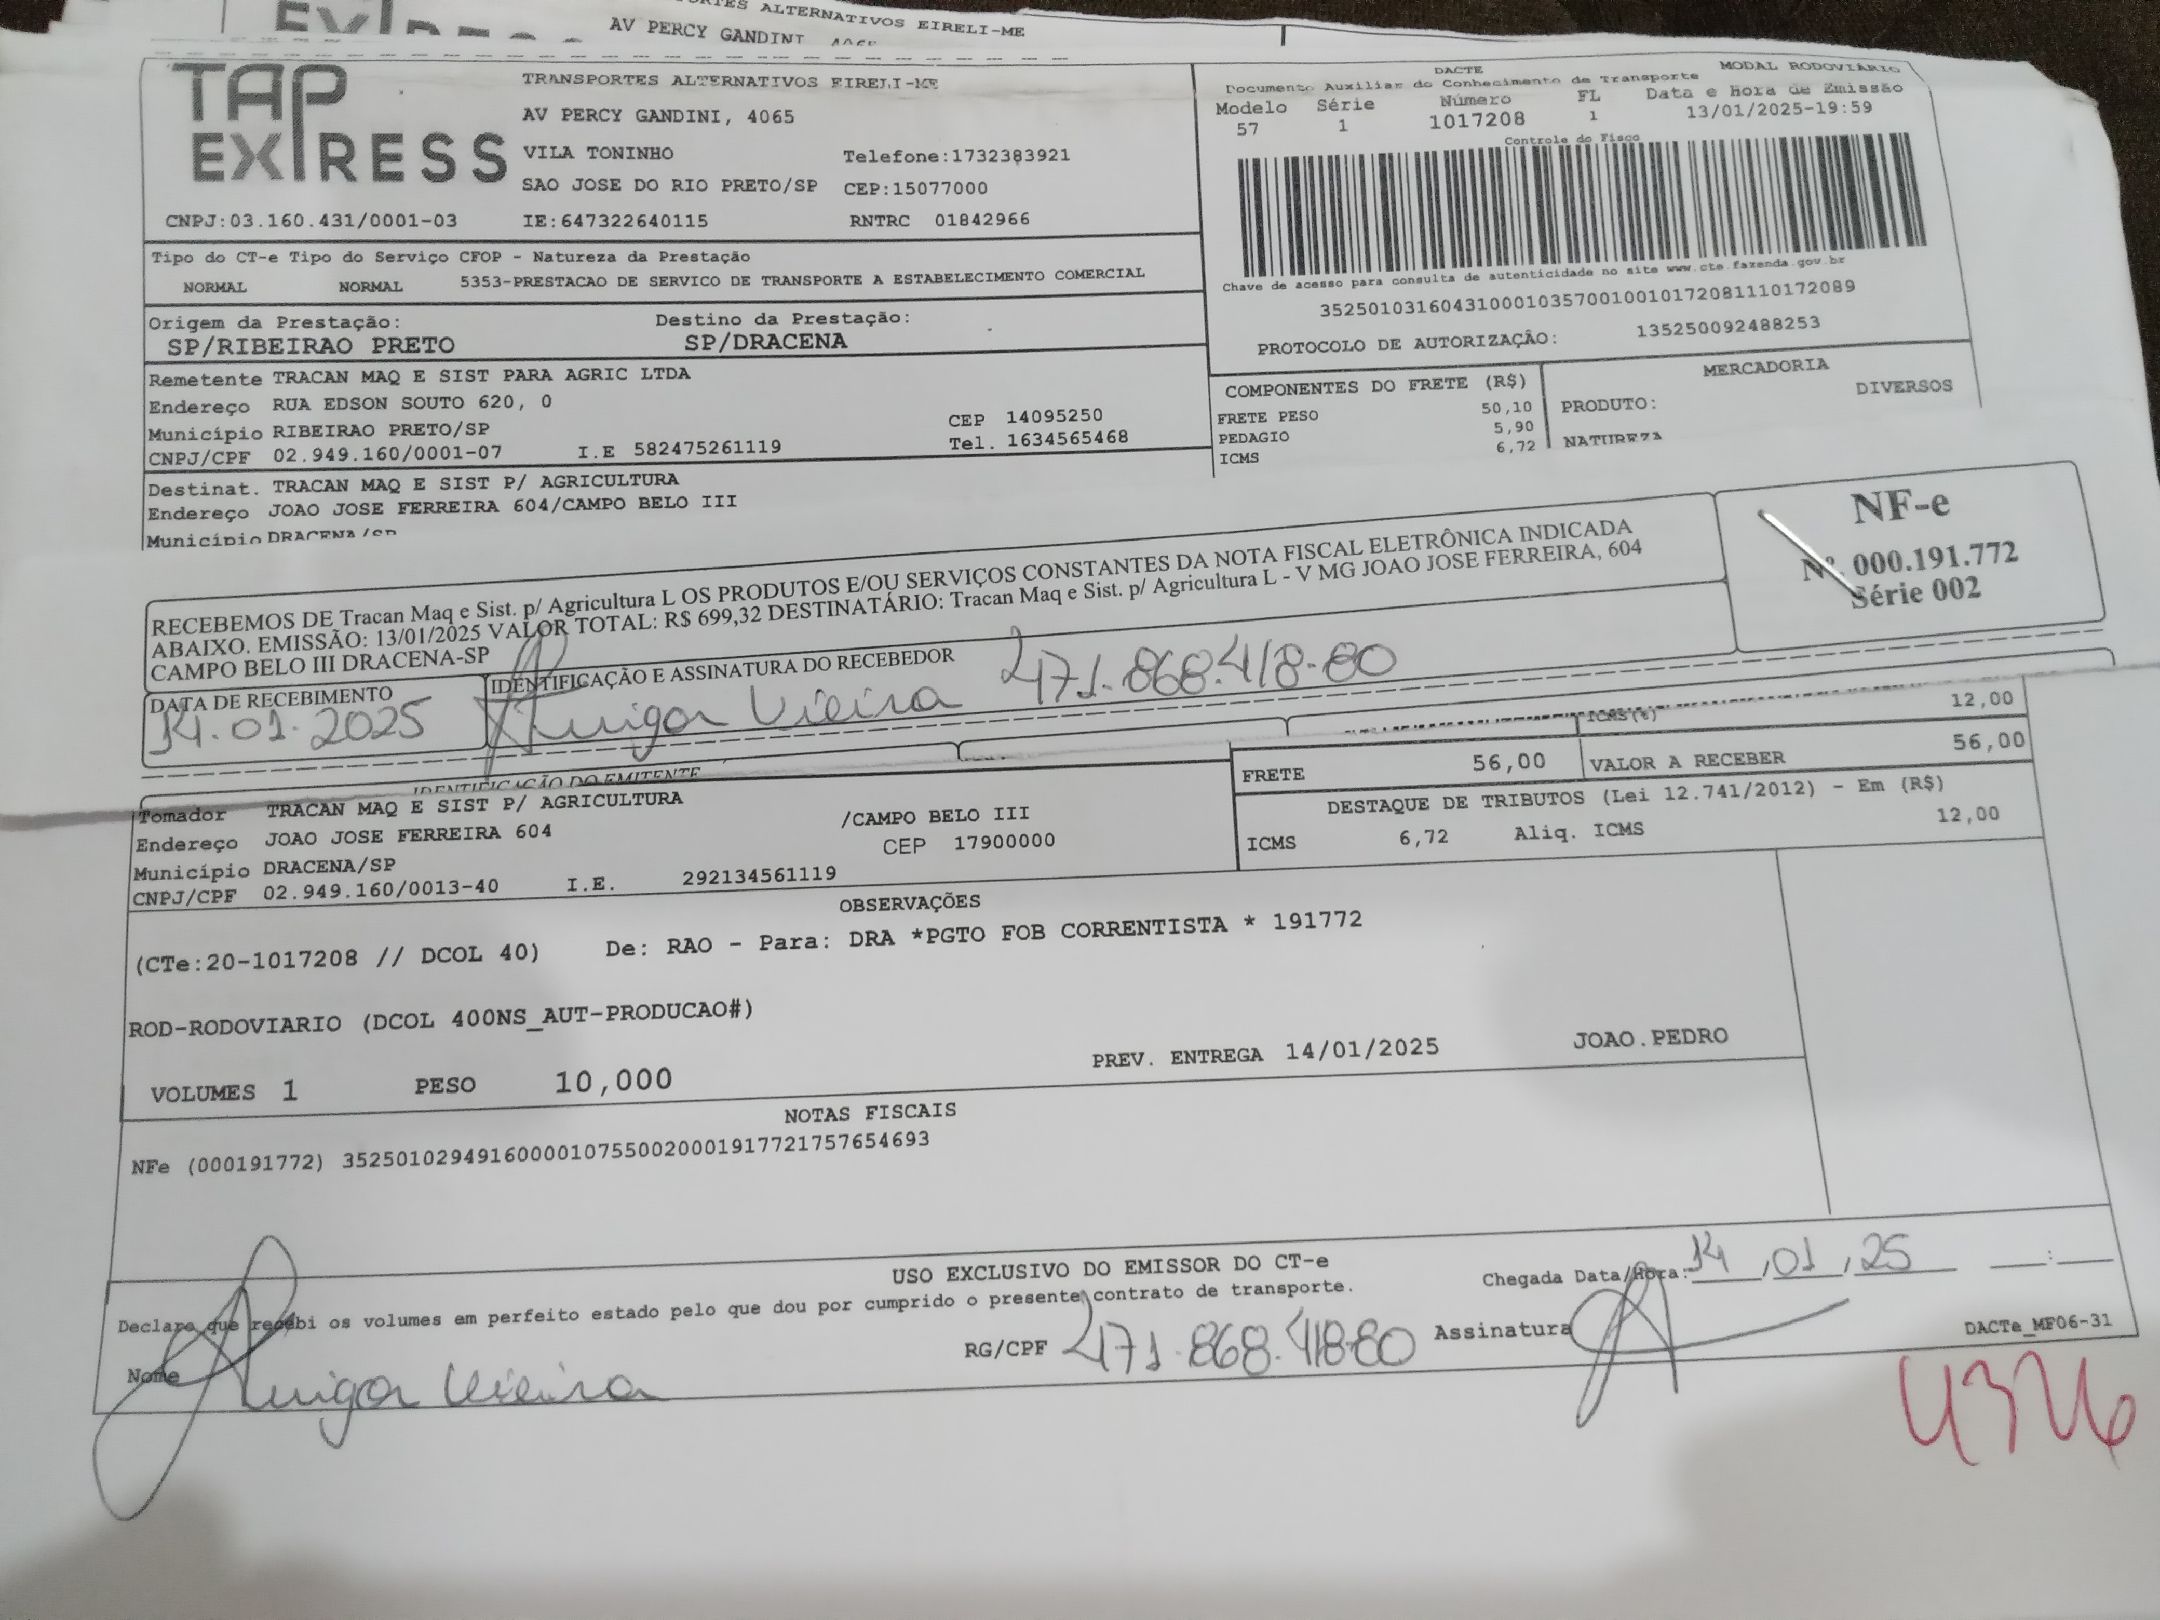 TRANSPORTES ALTERNATIVOS EIRELI-ME
AV PERCY GANDINI 4065
TAP EXPRESS
TRANSPORTES ALTERNATIVOS EIRELI-ME
AV PERCY GANDINI, 4065
VILA TONINHO Telefone:1732383921
SAO JOSE DO RIO PRETO/SP CEP:15077000
CNPJ:03.160.431/0001-03 IE:647322640115 RNTRC 01842966
DACTE MODAL RODOVIÁRIO
Documento Auxiliar do Conhecimento de Transporte
Modelo Série Número FL Data e Hora de Emissão
57 1 1017208 1 13/01/2025-19:59
Controle do Fisco
Chave de acesso para consulta de autenticidade no site www.cte.fazenda.gov.br
35250103160431000103570010010172081110172089
PROTOCOLO DE AUTORIZAÇÃO: 135250092488253
Tipo do CT-e Tipo do Serviço CFOP - Natureza da Prestação
NORMAL NORMAL 5353-PRESTACAO DE SERVICO DE TRANSPORTE A ESTABELECIMENTO COMERCIAL
Origem da Prestação: Destino da Prestação:
SP/RIBEIRAO PRETO SP/DRACENA
Remetente TRACAN MAQ E SIST PARA AGRIC LTDA
Endereço RUA EDSON SOUTO 620, 0
Município RIBEIRAO PRETO/SP CEP 14095250
CNPJ/CPF 02.949.160/0001-07 I.E 582475261119 Tel. 1634565468
COMPONENTES DO FRETE (R$)
FRETE PESO 50,10
PEDAGIO 5,90
ICMS 6,72
MERCADORIA
PRODUTO: DIVERSOS
NATUREZA
Destinat. TRACAN MAQ E SIST P/ AGRICULTURA
Endereço JOAO JOSE FERREIRA 604/CAMPO BELO III
Município DRACENA/SP
RECEBEMOS DE Tracan Maq e Sist. p/ Agricultura L OS PRODUTOS E/OU SERVIÇOS CONSTANTES DA NOTA FISCAL ELETRÔNICA INDICADA
ABAIXO. EMISSÃO: 13/01/2025 VALOR TOTAL: R$ 699,32 DESTINATÁRIO: Tracan Maq e Sist. p/ Agricultura L - V MG JOAO JOSE FERREIRA, 604
CAMPO BELO III DRACENA-SP
NF-e
Nº. 000.191.772
Série 002
DATA DE RECEBIMENTO IDENTIFICAÇÃO E ASSINATURA DO RECEBEDOR
14.01.2025 Vieira 471.868.418-80
IDENTIFICAÇÃO DO EMITENTE
ICMS(%) 12,00
FRETE 56,00 VALOR A RECEBER 56,00
DESTAQUE DE TRIBUTOS (Lei 12.741/2012) - Em (R$)
ICMS 6,72 Aliq. ICMS 12,00
Tomador TRACAN MAQ E SIST P/ AGRICULTURA
Endereço JOAO JOSE FERREIRA 604 /CAMPO BELO III
Município DRACENA/SP CEP 17900000
CNPJ/CPF 02.949.160/0013-40 I.E. 292134561119
OBSERVAÇÕES
(CTe:20-1017208 // DCOL 40) De: RAO - Para: DRA *PGTO FOB CORRENTISTA * 191772
ROD-RODOVIARIO (DCOL 400NS_AUT-PRODUCAO#)
VOLUMES 1 PESO 10,000 PREV. ENTREGA 14/01/2025 JOAO.PEDRO
NOTAS FISCAIS
NFe (000191772) 35250102949160000107550020001917721757654693
USO EXCLUSIVO DO EMISSOR DO CT-e
Declaro que recebi os volumes em perfeito estado pelo que dou por cumprido o presente contrato de transporte.
Chegada Data/Hora: 14,01,25 :
Nome Vieira RG/CPF 471.868.418-80 Assinatura
DACTe_MF06-31